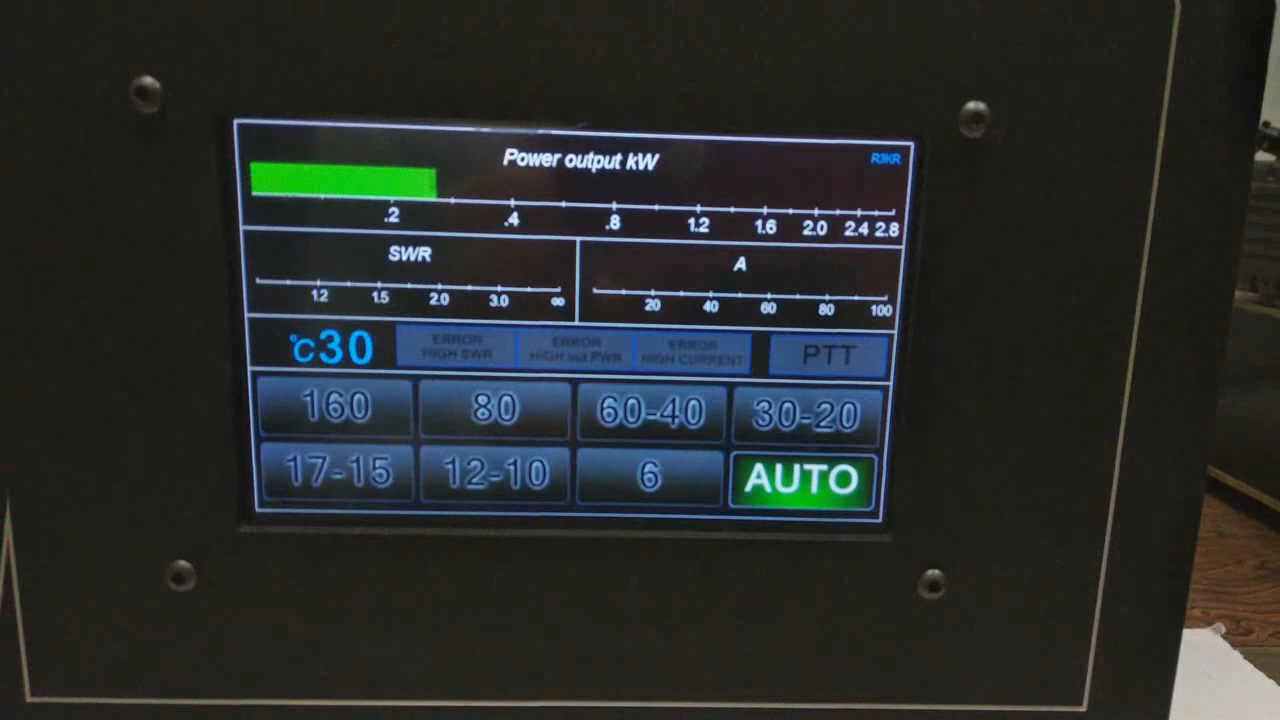 Power output kW
R3KR
.2 .4 .8 1.2 1.6 2.0 2.4 2.8
SWR
A
1.2 1.5 2.0 3.0 ∞
20 40 60 80 100
°C30
ERROR
HIGH SWR
ERROR
HIGH out PWR
ERROR
HIGH CURRENT
PTT
160 80 60-40 30-20
17-15 12-10 6 AUTO